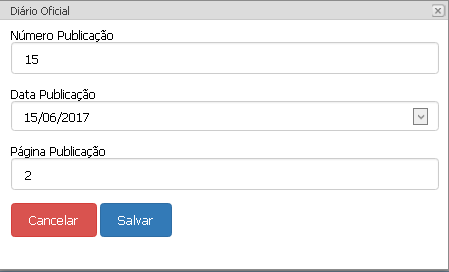 Diário Oficial
Número Publicação
15
Data Publicação
15/06/2017
Página Publicação
2
Cancelar Salvar